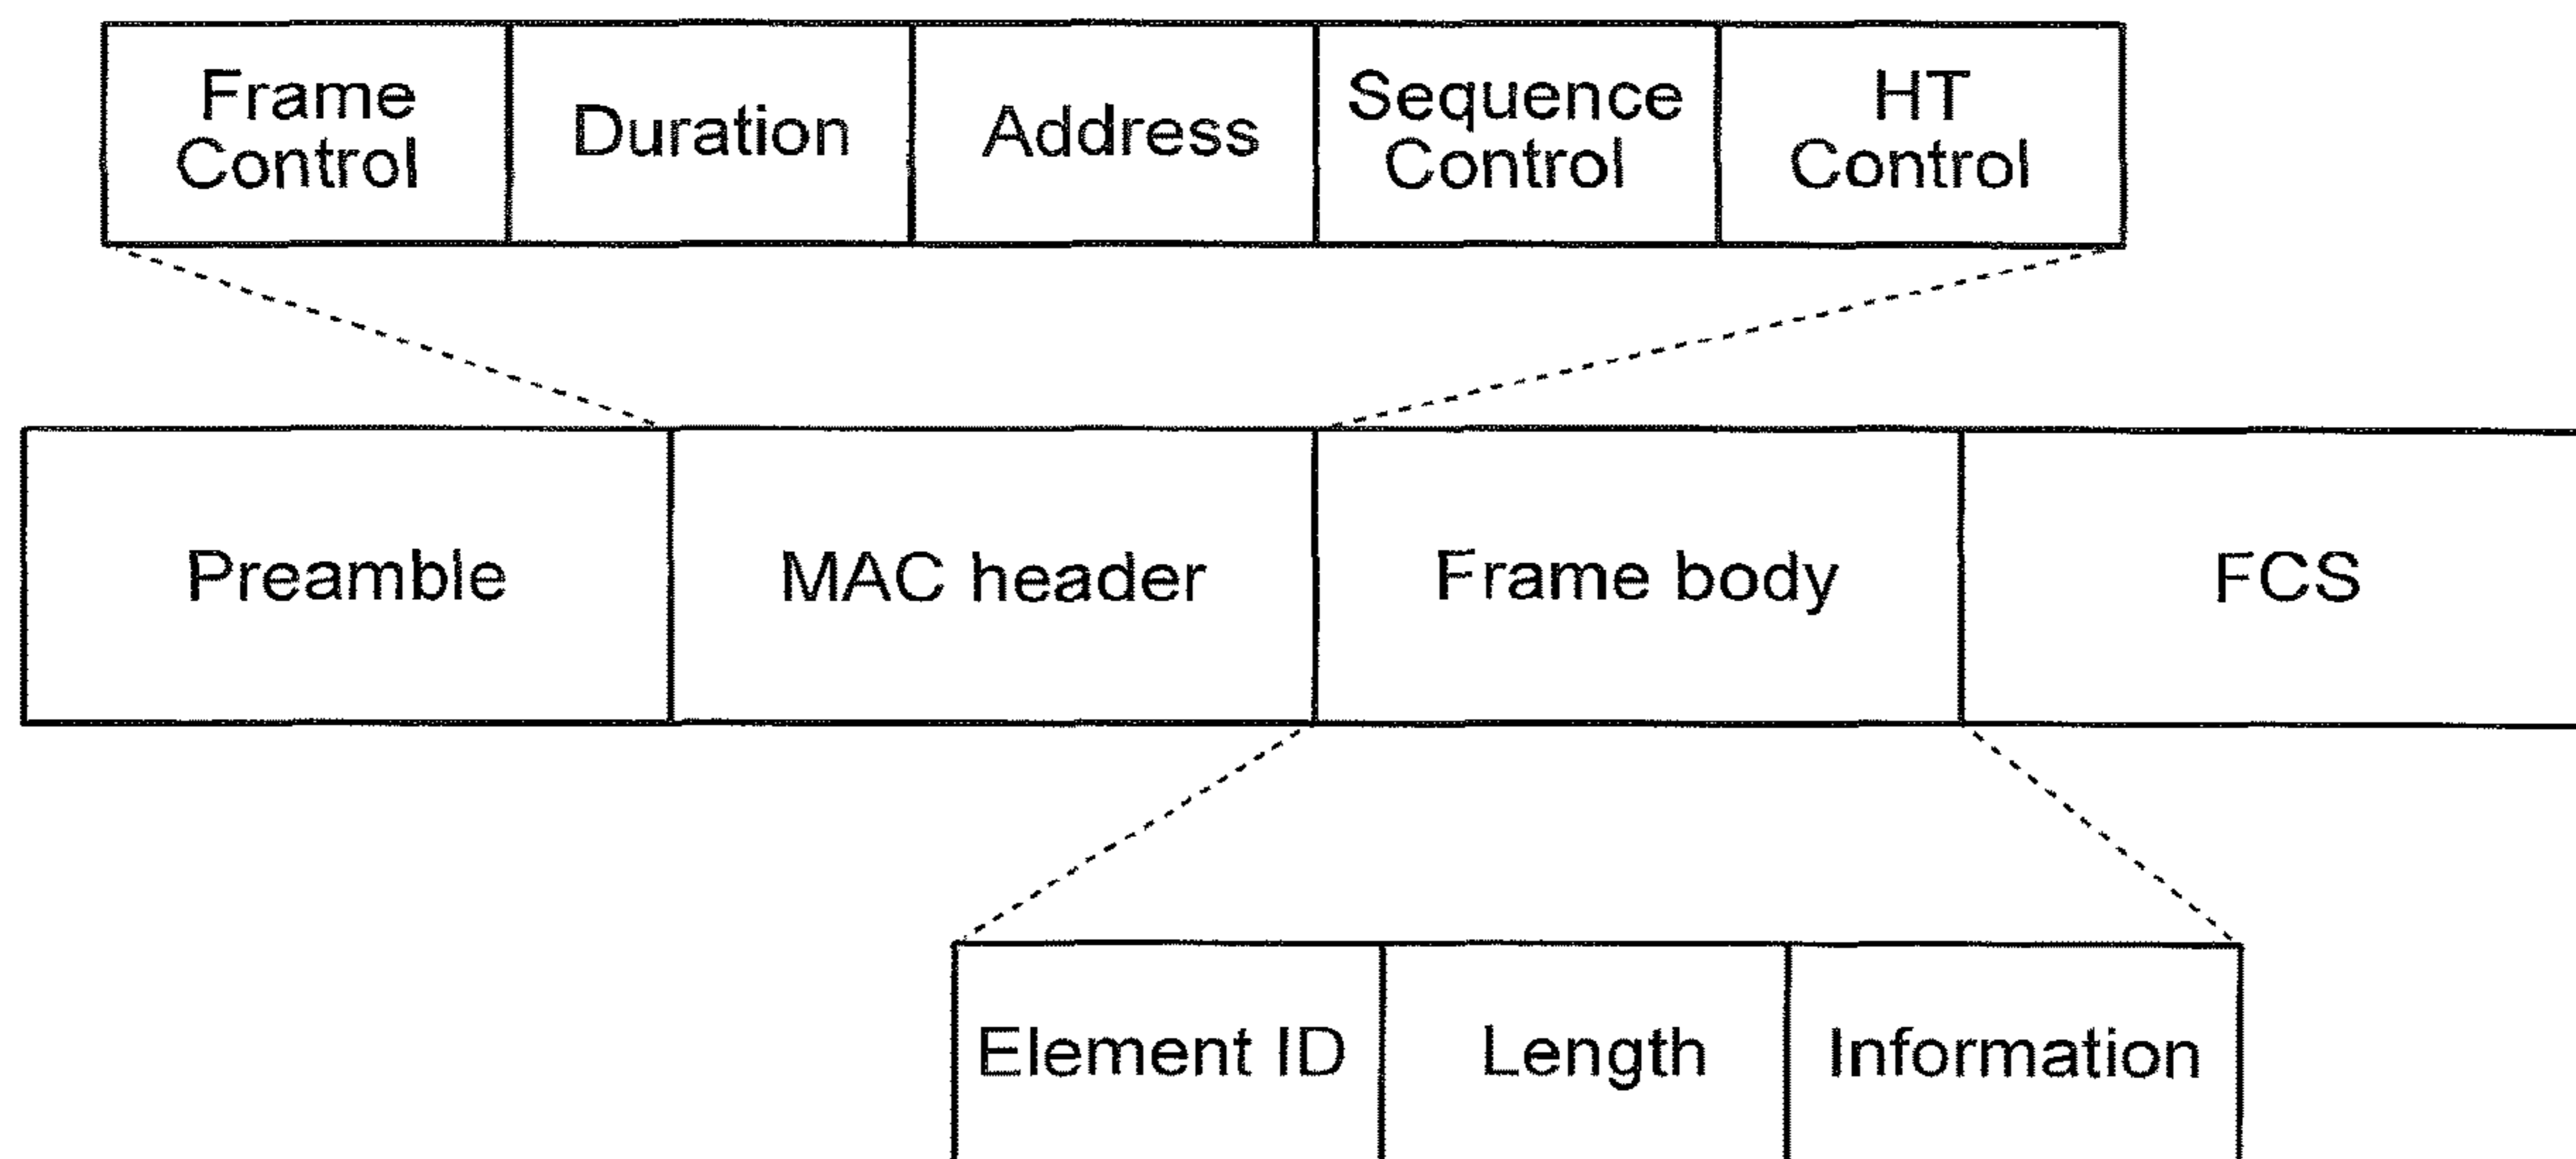 Frame
Control
Duration
Address
Sequence
Control
HT
Control
Preamble
MAC header
Frame body
FCS
Element ID
Length
Information